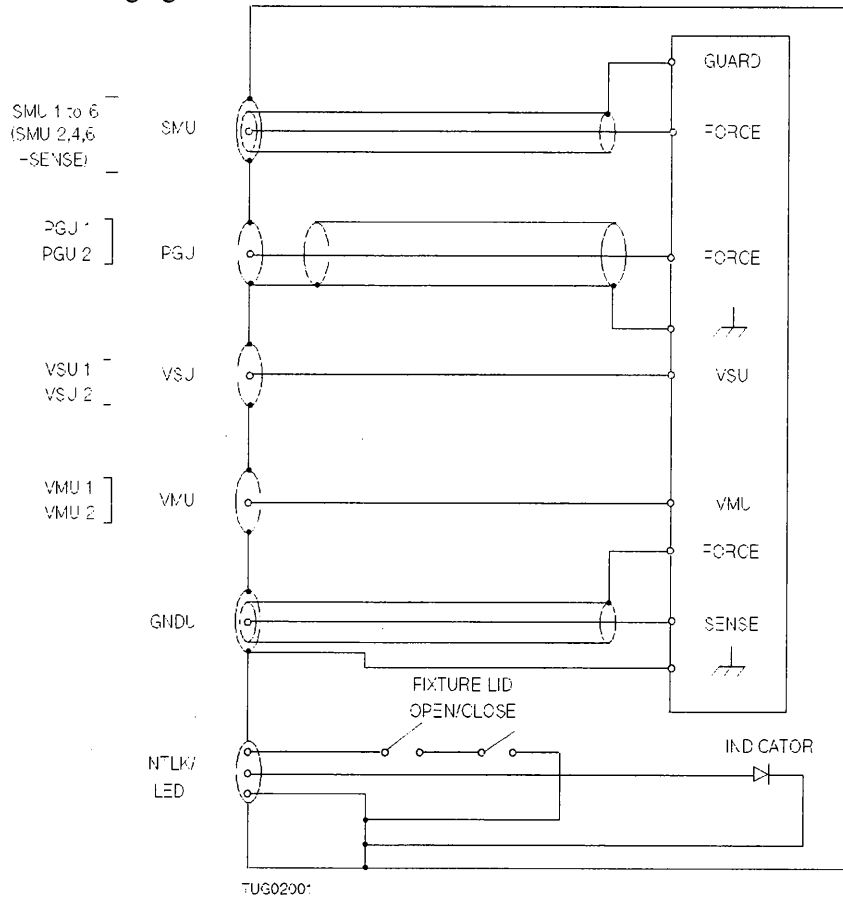 GUARD
SMU 1 to 6
(SMU 2,4,6
-SENSE)
SMU
FORCE
PGU 1
PGU 2
PGU
FORCE
VSU 1
VSU 2
VSU
VSU
VMU 1
VMU 2
VMU
VMU
FORCE
GNDU
SENSE
FIXTURE LID
OPEN/CLOSE
INDICATOR
INTLK/
LED
TUG02001